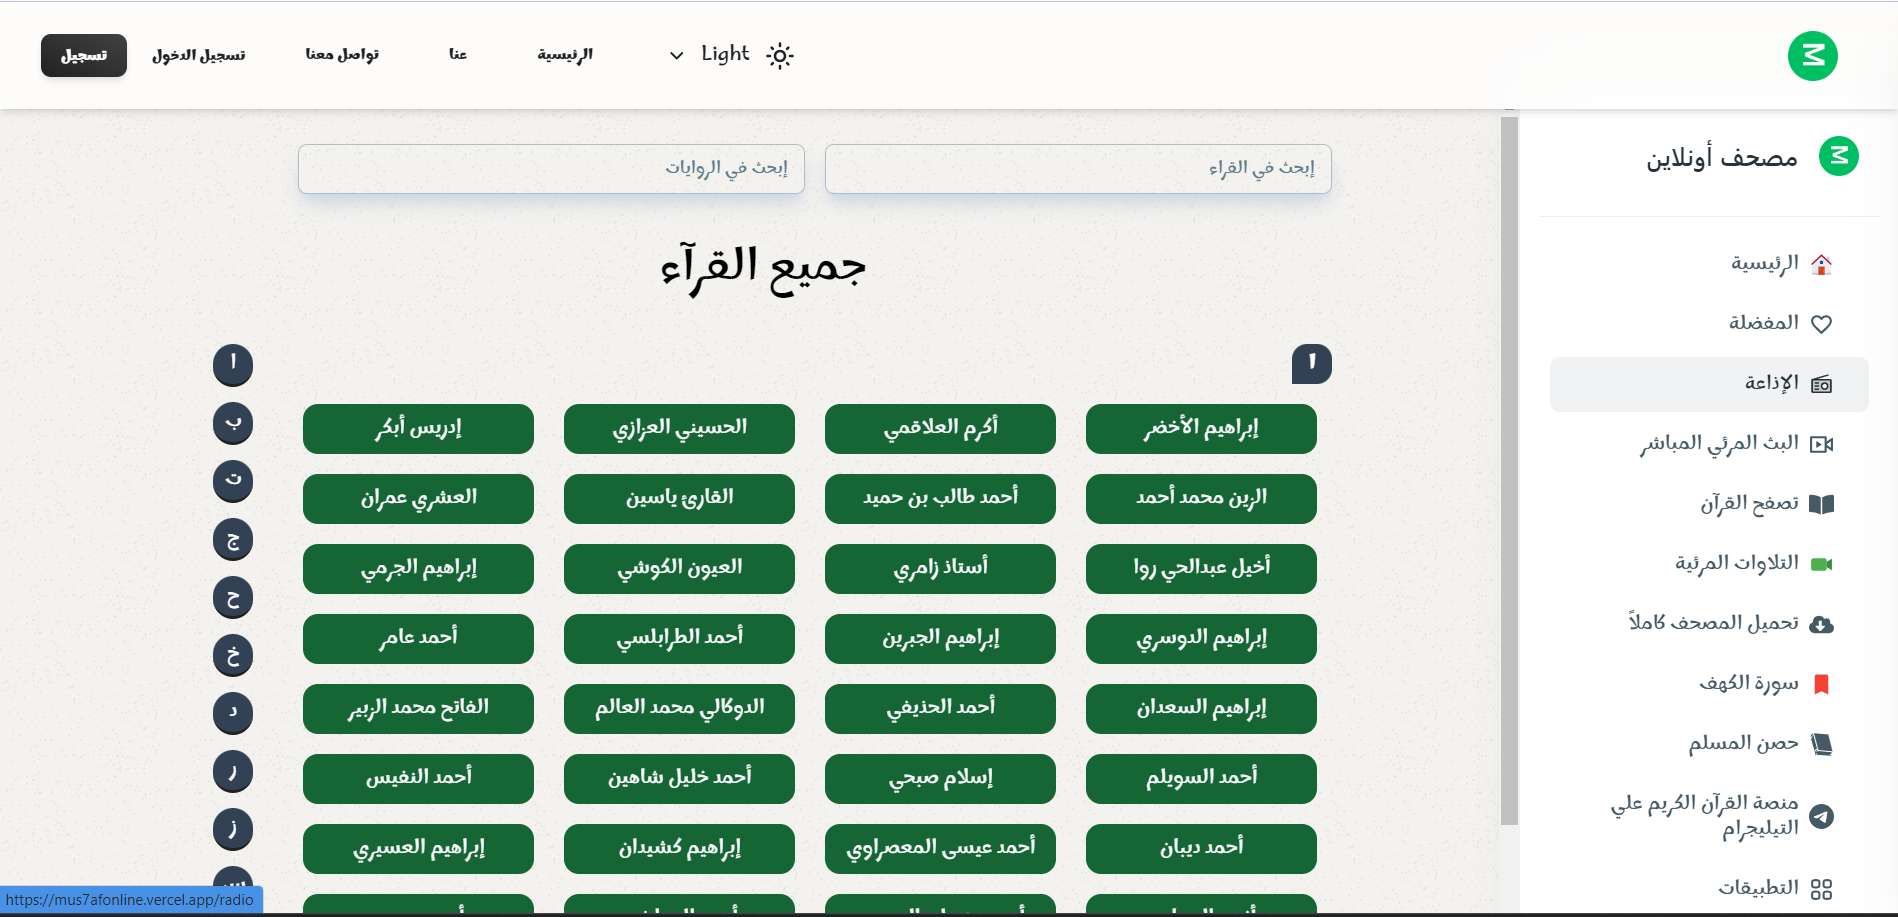 M
Light
الرئيسية
عنا
تواصل معنا
تسجيل الدخول
تسجيل
M
مصحف أونلاين
الرئيسية
المفضلة
الإذاعة
البث المرئي المباشر
تصفح القرآن
التلاوات المرئية
تحميل المصحف كاملاً
سورة الكهف
حصن المسلم
منصة القرآن الكريم علي
التيليجرام
التطبيقات
إبحث في القراء
إبحث في الروايات
جميع القرآء
ا
إبراهيم الأخضر
أكرم العلاقمي
الحسيني العزازي
إدريس أبكر
الزين محمد أحمد
أحمد طالب بن حميد
القارئ ياسين
العشري عمران
أخيل عبدالحي روا
أستاذ زامري
العيون الكوشي
إبراهيم الجرمي
إبراهيم الدوسري
إبراهيم الجبرين
أحمد الطرابلسي
أحمد عامر
إبراهيم السعدان
أحمد الحذيفي
الدوكالي محمد العالم
الفاتح محمد الزبير
أحمد السويلم
إسلام صبحي
أحمد خليل شاهين
أحمد النفيس
أحمد ديبان
أحمد عيسى المعصراوي
إبراهيم كشيدان
إبراهيم العسيري
ا
ب
ت
ج
ح
خ
د
ر
ز
https://mus7afonline.vercel.app/radio